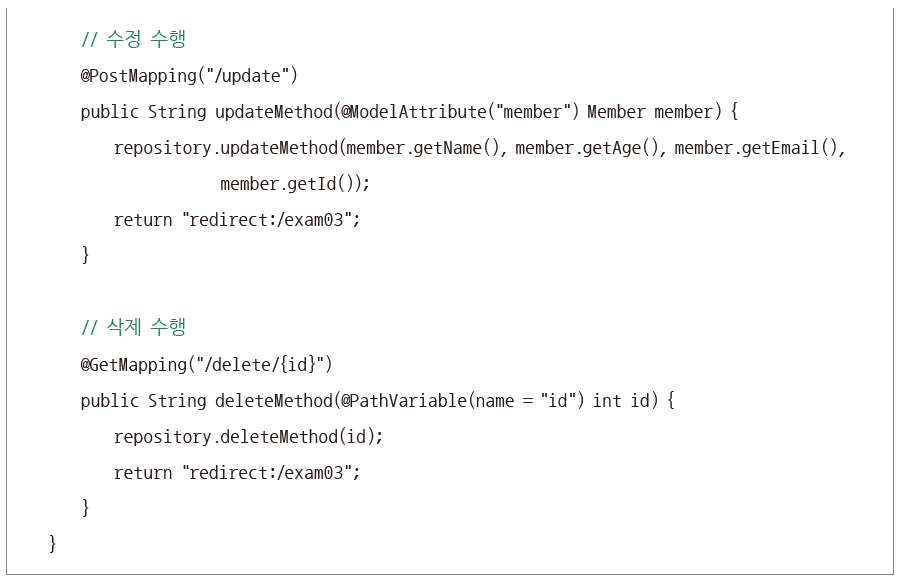 // 수정 수행
@PostMapping("/update")
public String updateMethod(@ModelAttribute("member") Member member) {
repository.updateMethod(member.getName(), member.getAge(), member.getEmail(),
member.getId());
return "redirect:/exam03";
}
// 삭제 수행
@GetMapping("/delete/{id}")
public String deleteMethod(@PathVariable(name = "id") int id) {
repository.deleteMethod(id);
return "redirect:/exam03";
}
}